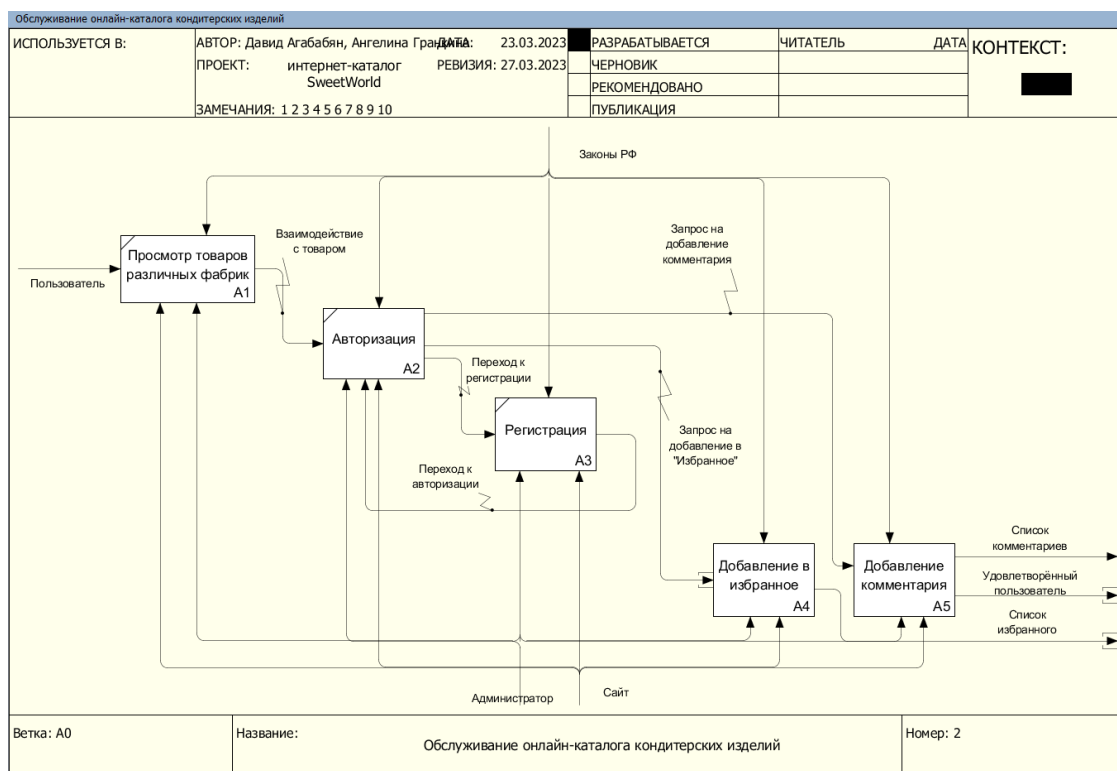 Обслуживание онлайн-каталога кондитерских изделий
ИСПОЛЬЗУЕТСЯ В:
АВТОР: Давид Агабабян, Ангелина
ДАТА: 23.03.2023
ПРОЕКТ: интернет-каталог
SweetWorld
РЕВИЗИЯ: 27.03.2023
ЗАМЕЧАНИЯ: 1 2 3 4 5 6 7 8 9 10
РАЗРАБАТЫВАЕТСЯ
ЧЕРНОВИК
РЕКОМЕНДОВАНО
ПУБЛИКАЦИЯ
ЧИТАТЕЛЬ ДАТА
КОНТЕКСТ:
Законы РФ
Взаимодействие
с товаром
Запрос на
добавление
комментария
Пользователь
Просмотр товаров
различных фабрик
A1
Авторизация
A2
Переход к
регистрации
Регистрация
A3
Запрос на
добавление в
"Избранное"
Переход к
авторизации
Добавление в
избранное
A4
Добавление
комментария
A5
Список
комментариев
Удовлетворённый
пользователь
Список
избранного
Администратор
Сайт
Ветка: A0
Название:
Обслуживание онлайн-каталога кондитерских изделий
Номер: 2